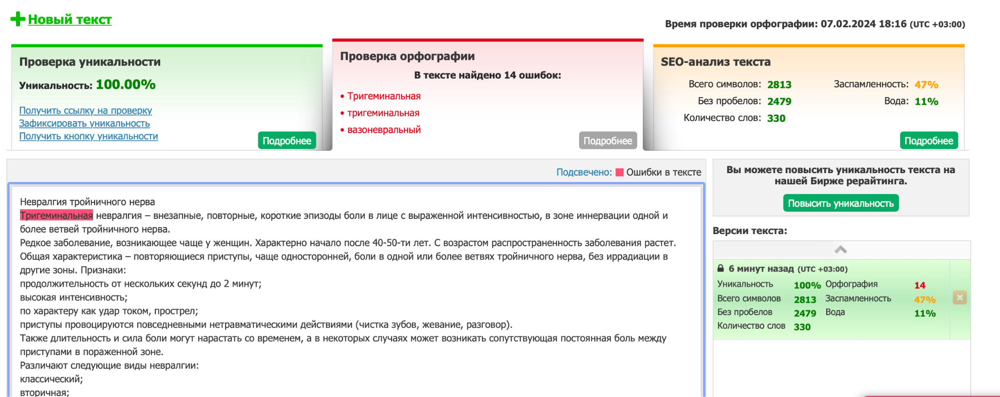 Новый текст
Время проверки орфографии: 07.02.2024 18:16 (UTC +03:00)
Проверка уникальности
Уникальность: 100.00%
Получить ссылку на проверку
Зафиксировать уникальность
Получить кнопку уникальности
Подробнее
Проверка орфографии
В тексте найдено 14 ошибок:
• Тригеминальная
• тригеминальная
• вазоневральный
Подробнее
SEO-анализ текста
Всего символов: 2813 Заспамленность: 47%
Без пробелов: 2479 Вода: 11%
Количество слов: 330
Подробнее
Подсвечено: Ошибки в тексте
Невралгия тройничного нерва
Тригеминальная невралгия – внезапные, повторные, короткие эпизоды боли в лице с выраженной интенсивностью, в зоне иннервации одной и
более ветвей тройничного нерва.
Редкое заболевание, возникающее чаще у женщин. Характерно начало после 40-50-ти лет. С возрастом распространенность заболевания растет.
Общая характеристика – повторяющиеся приступы, чаще односторонней, боли в одной или более ветвях тройничного нерва, без иррадиации в
другие зоны. Признаки:
продолжительность от нескольких секунд до 2 минут;
высокая интенсивность;
по характеру как удар током, прострел;
приступы провоцируются повседневными нетравматическими действиями (чистка зубов, жевание, разговор).
Также длительность и сила боли могут нарастать со временем, а в некоторых случаях может возникать сопутствующая постоянная боль между
приступами в пораженной зоне.
Различают следующие виды невралгии:
классический;
вторичная;
Вы можете повысить уникальность текста на
нашей Бирже рерайтинга.
Повысить уникальность
Версии текста:
6 минут назад (UTC +03:00)
Уникальность 100% Орфография 14
Всего символов 2813 Заспамленность 47%
Без пробелов 2479 Вода 11%
Количество слов 330